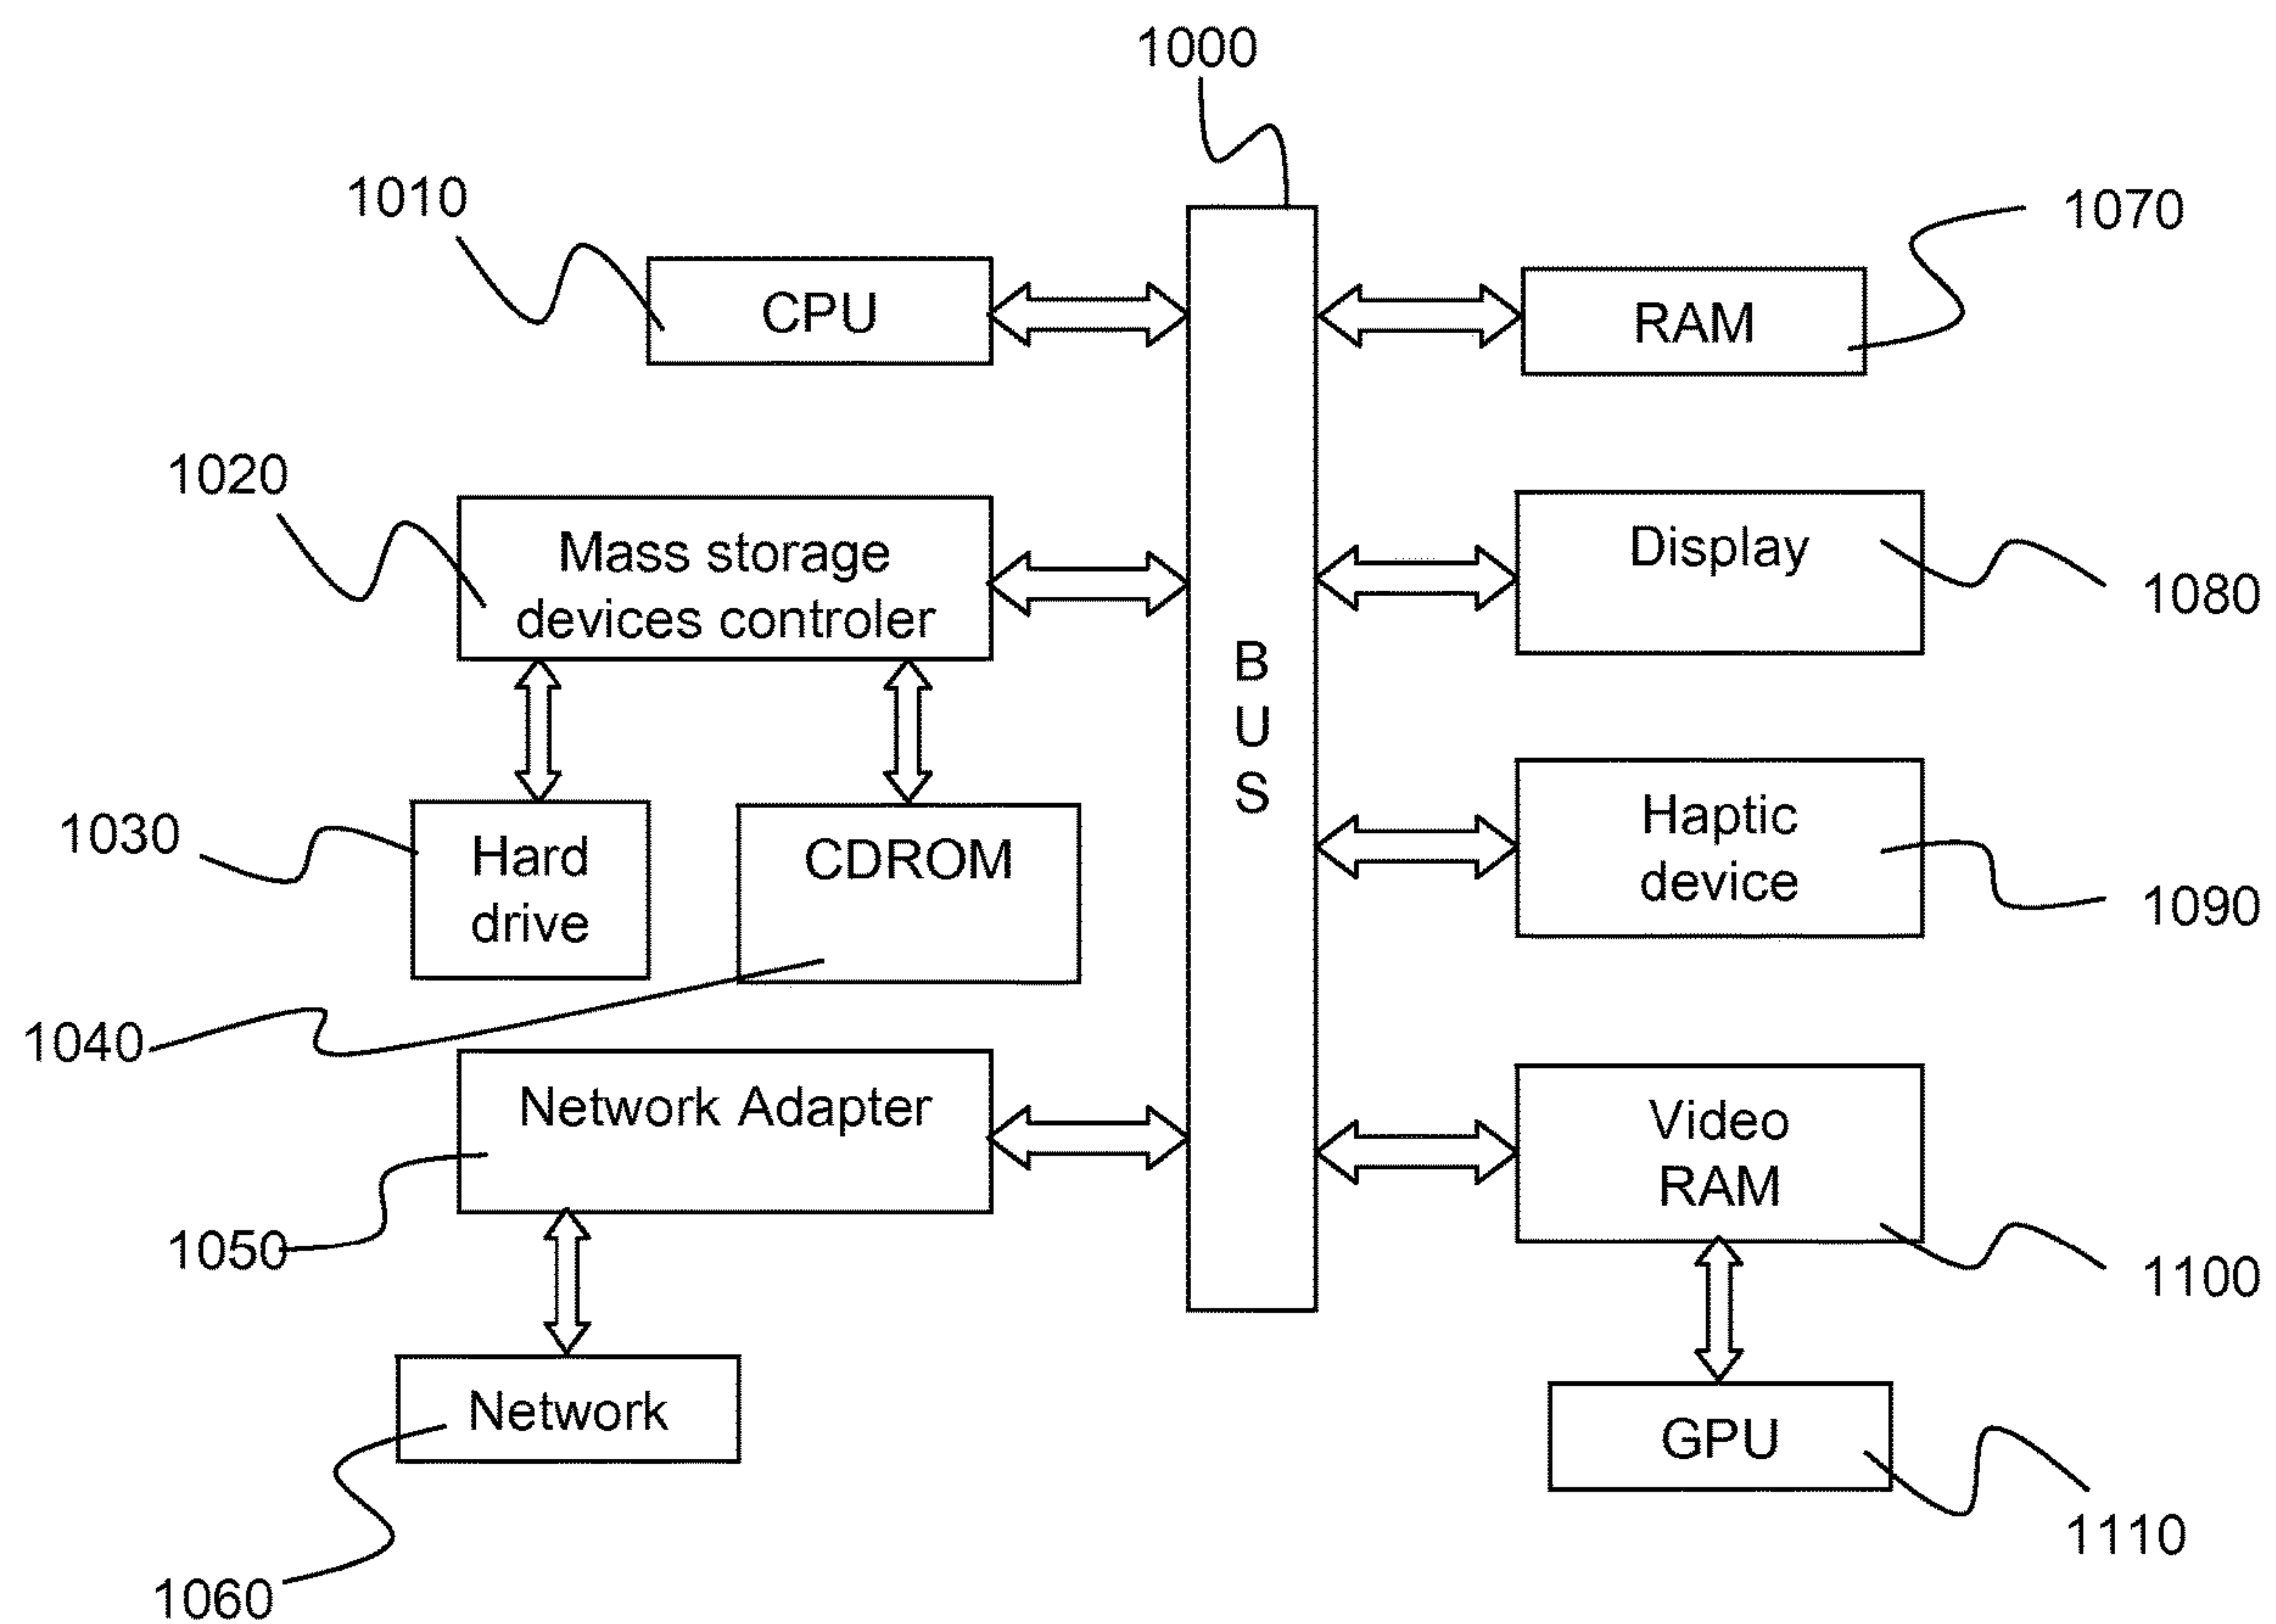 1000
1010
CPU
1070
RAM
1020
Mass storage
devices controler
Display
1080
B
U
S
1030
Hard
drive
CDROM
Haptic
device
1090
1040
Network Adapter
1050
Video
RAM
1100
Network
1060
GPU
1110